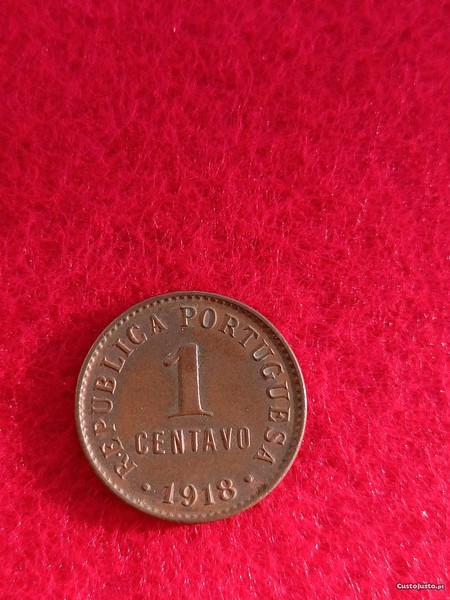 REPUBLICA PORTUGUESA
1
CENTAVO
• 1918 •
CustoJusto.pt